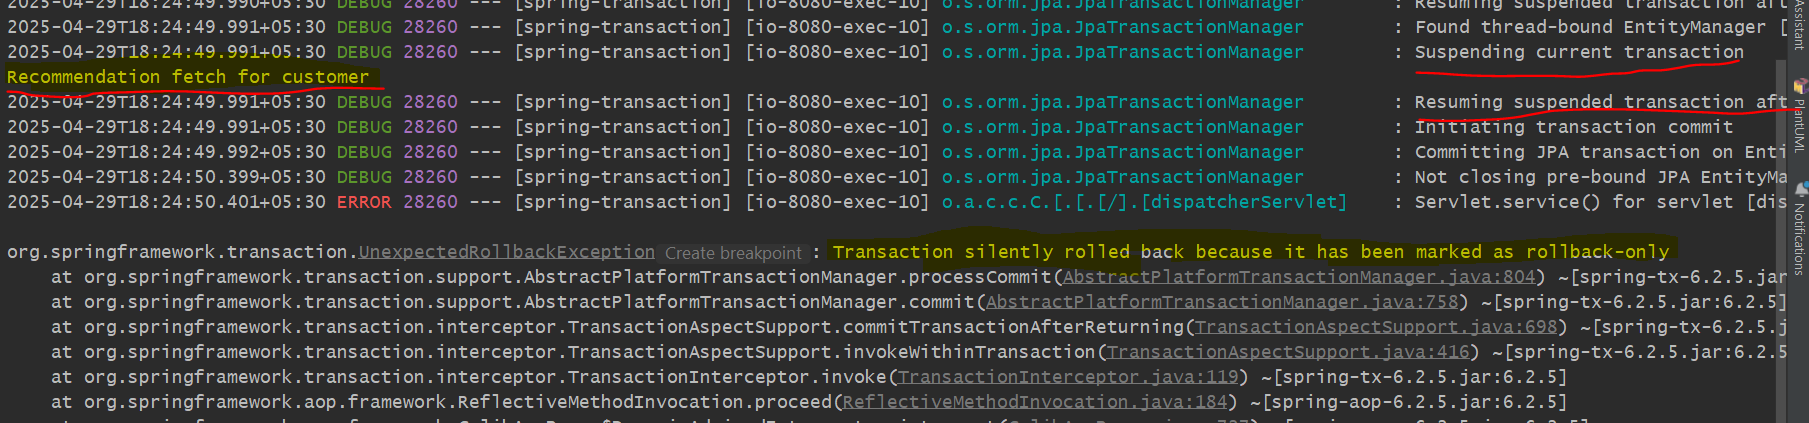 2025-04-29T18:24:49.990+05:30 DEBUG 28260 --- [spring-transaction] [io-8080-exec-10] o.s.orm.jpa.JpaTransactionManager : Resuming suspended transaction aft
2025-04-29T18:24:49.991+05:30 DEBUG 28260 --- [spring-transaction] [io-8080-exec-10] o.s.orm.jpa.JpaTransactionManager : Found thread-bound EntityManager [
2025-04-29T18:24:49.991+05:30 DEBUG 28260 --- [spring-transaction] [io-8080-exec-10] o.s.orm.jpa.JpaTransactionManager : Suspending current transaction
Recommendation fetch for customer
2025-04-29T18:24:49.991+05:30 DEBUG 28260 --- [spring-transaction] [io-8080-exec-10] o.s.orm.jpa.JpaTransactionManager : Resuming suspended transaction aft
2025-04-29T18:24:49.991+05:30 DEBUG 28260 --- [spring-transaction] [io-8080-exec-10] o.s.orm.jpa.JpaTransactionManager : Initiating transaction commit
2025-04-29T18:24:49.992+05:30 DEBUG 28260 --- [spring-transaction] [io-8080-exec-10] o.s.orm.jpa.JpaTransactionManager : Committing JPA transaction on Enti
2025-04-29T18:24:50.399+05:30 DEBUG 28260 --- [spring-transaction] [io-8080-exec-10] o.s.orm.jpa.JpaTransactionManager : Not closing pre-bound JPA EntityMa
2025-04-29T18:24:50.401+05:30 ERROR 28260 --- [spring-transaction] [io-8080-exec-10] o.a.c.c.C.[.[.[/].[dispatcherServlet] : Servlet.service() for servlet [dis
org.springframework.transaction.UnexpectedRollbackException Create breakpoint : Transaction silently rolled back because it has been marked as rollback-only
at org.springframework.transaction.support.AbstractPlatformTransactionManager.processCommit(AbstractPlatformTransactionManager.java:804) ~[spring-tx-6.2.5.jar
at org.springframework.transaction.support.AbstractPlatformTransactionManager.commit(AbstractPlatformTransactionManager.java:758) ~[spring-tx-6.2.5.jar:6.2.5]
at org.springframework.transaction.interceptor.TransactionAspectSupport.commitTransactionAfterReturning(TransactionAspectSupport.java:698) ~[spring-tx-6.2.5.j
at org.springframework.transaction.interceptor.TransactionAspectSupport.invokeWithinTransaction(TransactionAspectSupport.java:416) ~[spring-tx-6.2.5.jar:6.2.5
at org.springframework.transaction.interceptor.TransactionInterceptor.invoke(TransactionInterceptor.java:119) ~[spring-tx-6.2.5.jar:6.2.5]
at org.springframework.aop.framework.ReflectiveMethodInvocation.proceed(ReflectiveMethodInvocation.java:184) ~[spring-aop-6.2.5.jar:6.2.5]
Assistant
PlantUML
Notifications